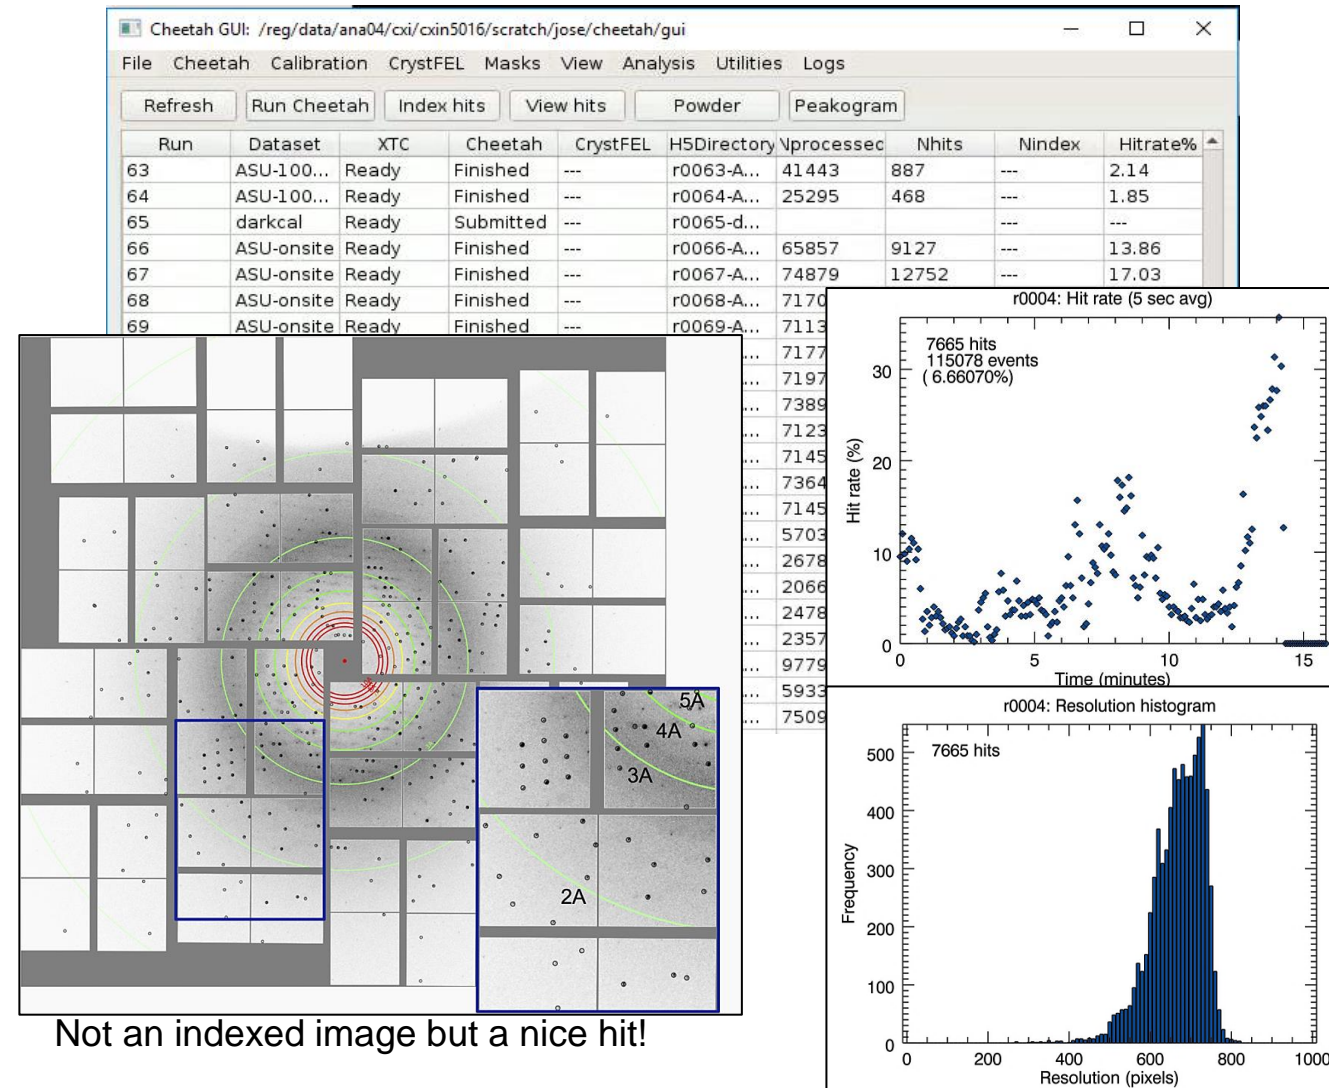 Cheetah GUI: /reg/data/ana04/cxi/cxin5016/scratch/jose/cheetah/gui
File Cheetah Calibration CrystFEL Masks View Analysis Utilities Logs
Refresh Run Cheetah Index hits View hits Powder Peakogram
Run Dataset XTC Cheetah CrystFEL H5Directory Nprocessed Nhits Nindex Hitrate%
63 ASU-100... Ready Finished --- r0063-A... 41443 887 --- 2.14
64 ASU-100... Ready Finished --- r0064-A... 25295 468 --- 1.85
65 darkcal Ready Submitted --- r0065-d... --- ---
66 ASU-onsite Ready Finished --- r0066-A... 65857 9127 --- 13.86
67 ASU-onsite Ready Finished --- r0067-A... 74879 12752 --- 17.03
68 ASU-onsite Ready Finished --- r0068-A... 7170
69 ASU-onsite Ready Finished --- r0069-A... 7113
... 7177
... 7197
... 7389
... 7123
... 7145
... 7364
... 7145
... 5703
... 2678
... 2066
... 2478
... 2357
... 9779
... 5933
... 7509
5A
4A
3A
2A
Not an indexed image but a nice hit!
r0004: Hit rate (5 sec avg)
7665 hits
115078 events
( 6.66070%)
Hit rate (%)
30
20
10
0
0 5 10 15
Time (minutes)
r0004: Resolution histogram
7665 hits
Frequency
500
400
300
200
100
0
0 200 400 600 800 1000
Resolution (pixels)